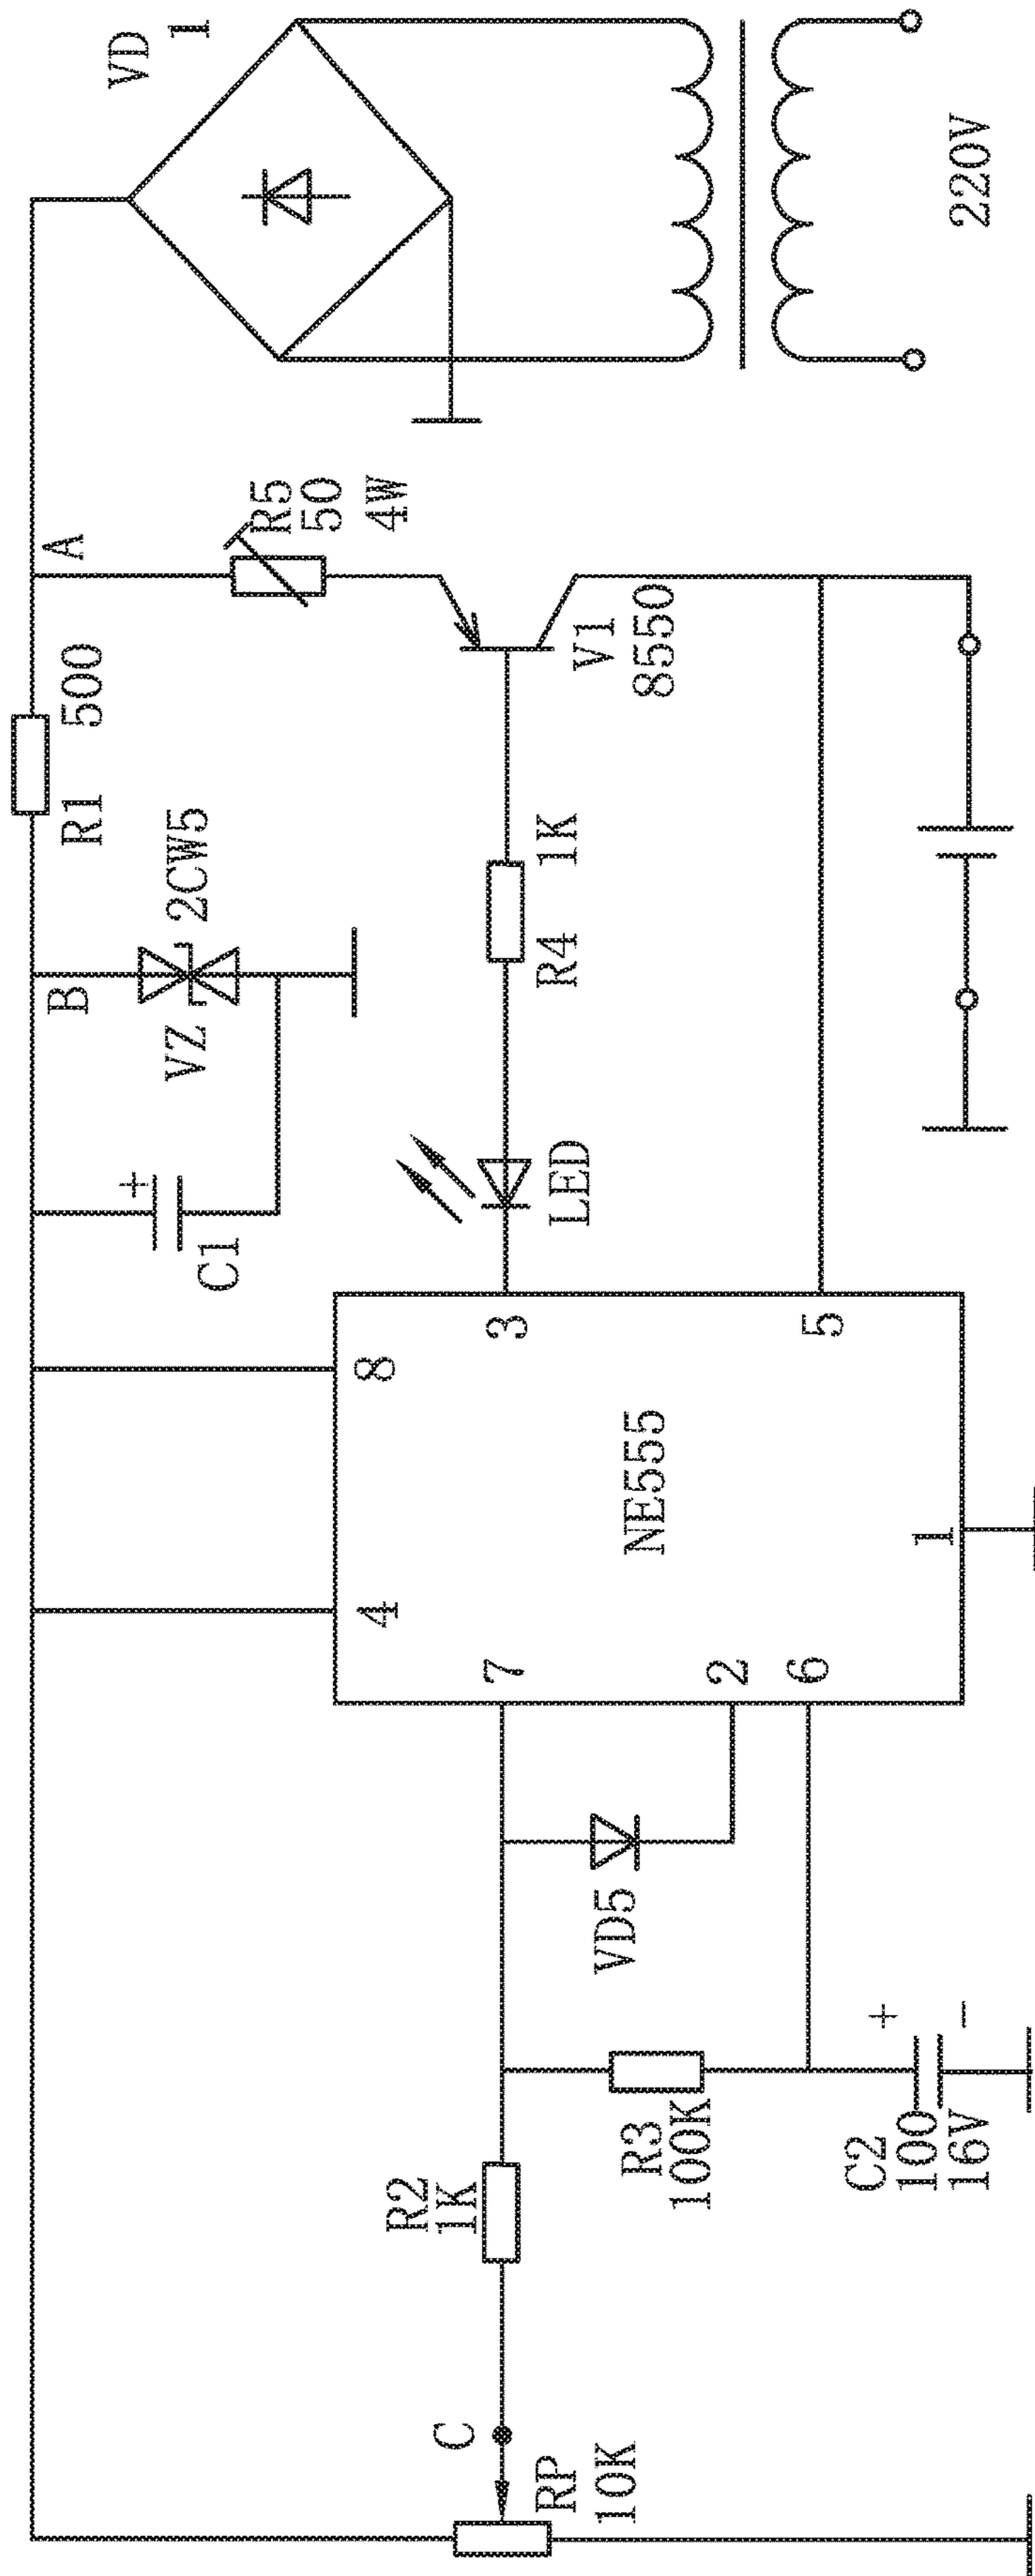 VD
1
A
R5
50
4W
220V
R1 500
VZ 2CW5
B
C1
+
V1
8550
R4 1K
LED
8
3
4
NE555
5
7
2
6
1
VD5
R3
100K
C2
100
16V
+
-
R2
1K
C
RP
10K